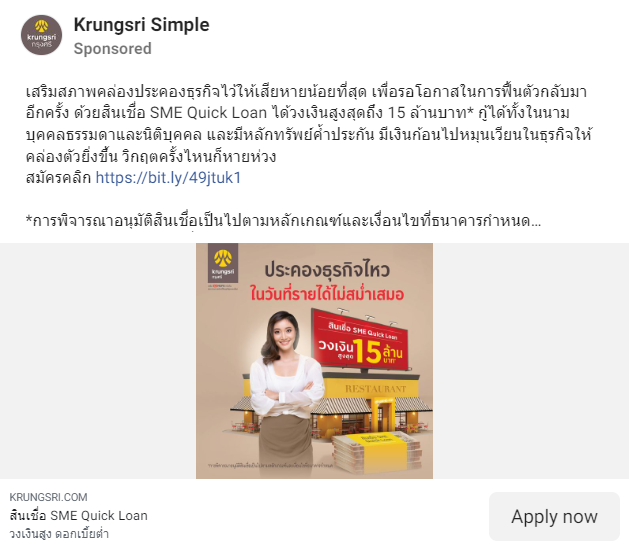 Krungsri Simple
Sponsored
krungsri
กรุงศรี
เสริมสภาพคล่องประคองธุรกิจไว้ให้เสียหายน้อยที่สุด เพื่อรอโอกาสในการฟื้นตัวกลับมา
อีกครั้ง ด้วยสินเชื่อ SME Quick Loan ได้วงเงินสูงสุดถึง 15 ล้านบาท* กู้ได้ทั้งในนาม
บุคคลธรรมดาและนิติบุคคล และมีหลักทรัพย์ค้ำประกัน มีเงินก้อนไปหมุนเวียนในธุรกิจให้
คล่องตัวยิ่งขึ้น วิกฤตครั้งไหนก็หายห่วง
สมัครคลิก https://bit.ly/49jtuk1
*การพิจารณาอนุมัติสินเชื่อเป็นไปตามหลักเกณฑ์และเงื่อนไขที่ธนาคารกำหนด...
krungsri
กรุงศรี
ประคองธุรกิจไหว
ในวันที่รายได้ไม่สม่ำเสมอ
สินเชื่อ SME Quick Loan
วงเงิน
สูงสุด
15 ล้าน
บาท*
RESTAURANT
KRUNGSRI.COM
สินเชื่อ SME Quick Loan
วงเงินสูง ดอกเบี้ยต่ำ
Apply now